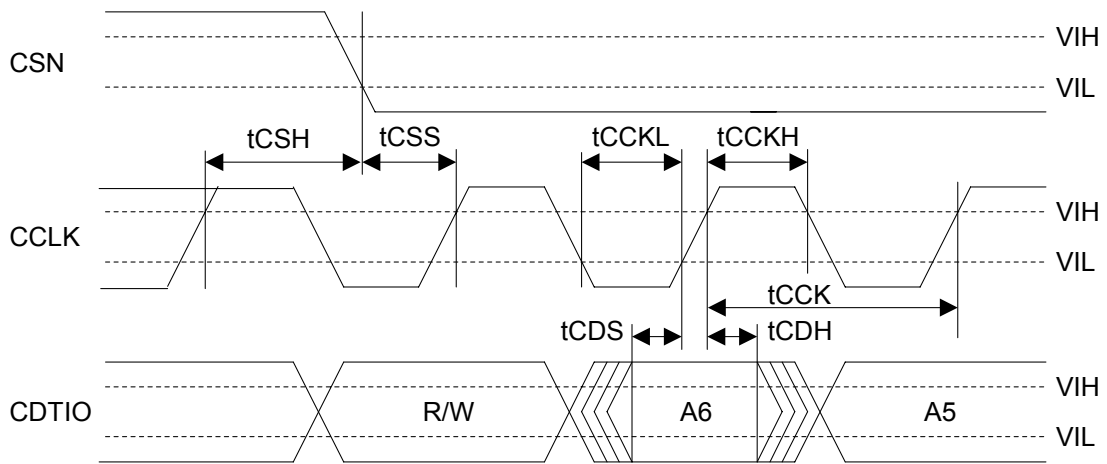 CSN
VIH
VIL
tCSH
tCSS
tCCKL
tCCKH
CCLK
VIH
VIL
tCCK
tCDS
tCDH
CDTIO
R/W
A6
A5
VIH
VIL